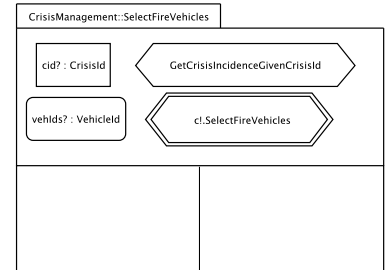 CrisisManagement::SelectFireVehicles
cid? : CrisisId
GetCrisisIncidenceGivenCrisisId
vehIds? : VehicleId
c!.SelectFireVehicles